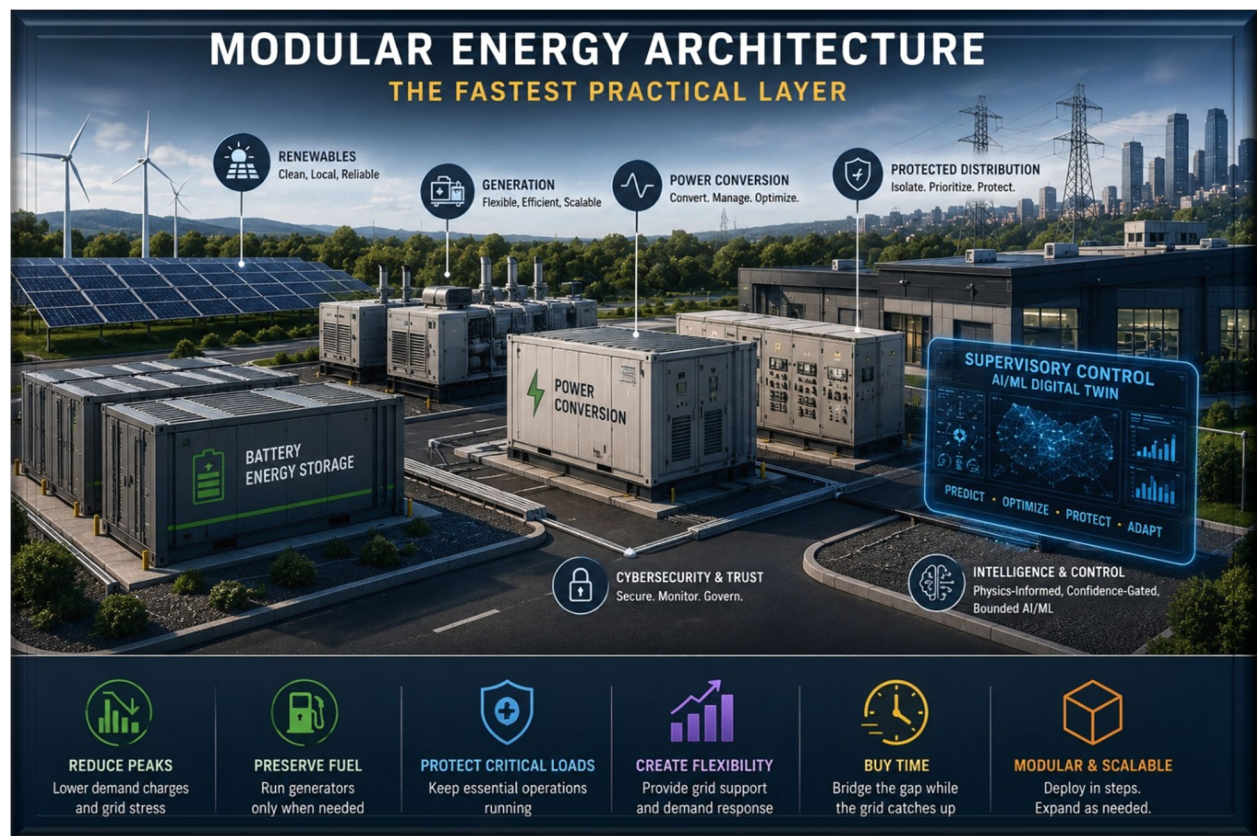 MODULAR ENERGY ARCHITECTURE
THE FASTEST PRACTICAL LAYER
RENEWABLES
Clean, Local, Reliable
GENERATION
Flexible, Efficient, Scalable
POWER CONVERSION
Convert. Manage. Optimize.
PROTECTED DISTRIBUTION
Isolate. Prioritize. Protect.
BATTERY
ENERGY STORAGE
POWER
CONVERSION
SUPERVISORY CONTROL
AI/ML DIGITAL TWIN
PREDICT • OPTIMIZE • PROTECT • ADAPT
CYBERSECURITY & TRUST
Secure. Monitor. Govern.
INTELLIGENCE & CONTROL
Physics-Informed, Confidence-Gated,
Bounded AI/ML
REDUCE PEAKS
Lower demand charges
and grid stress
PRESERVE FUEL
Run generators
only when needed
PROTECT CRITICAL LOADS
Keep essential operations
running
CREATE FLEXIBILITY
Provide grid support
and demand response
BUY TIME
Bridge the gap while
the grid catches up
MODULAR & SCALABLE
Deploy in steps.
Expand as needed.